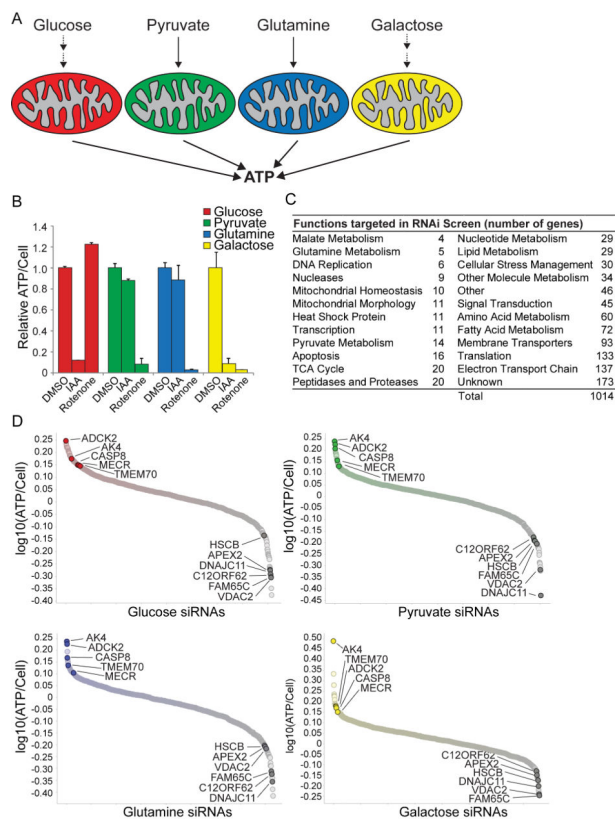 A
Glucose Pyruvate Glutamine Galactose
ATP
B
Glucose
Pyruvate
Glutamine
Galactose
Relative ATP/Cell
1.4
1.2
1.0
0.8
0.6
0.4
0.2
0
DMSO IAA Rotenone DMSO IAA Rotenone DMSO IAA Rotenone DMSO IAA Rotenone
C
Functions targeted in RNAi Screen (number of genes)
Malate Metabolism 4 Nucleotide Metabolism 29
Glutamine Metabolism 5 Lipid Metabolism 29
DNA Replication 6 Cellular Stress Management 30
Nucleases 9 Other Molecule Metabolism 34
Mitochondrial Homeostasis 10 Other 46
Mitochondrial Morphology 11 Signal Transduction 45
Heat Shock Protein 11 Amino Acid Metabolism 60
Transcription 11 Fatty Acid Metabolism 72
Pyruvate Metabolism 14 Membrane Transporters 93
Apoptosis 16 Translation 133
TCA Cycle 20 Electron Transport Chain 137
Peptidases and Proteases 20 Unknown 173
Total 1014
D
log10(ATP/Cell)
0.25
0.20
0.15
0.10
0.05
0
-0.05
-0.10
-0.15
-0.20
-0.25
-0.30
-0.35
-0.40
ADCK2
AK4
CASP8
MECR
TMEM70
HSCB
APEX2
DNAJC11
C12ORF62
FAM65C
VDAC2
Glucose siRNAs
log10(ATP/Cell)
0.25
0.20
0.15
0.10
0.05
0
-0.05
-0.10
-0.15
-0.20
-0.25
-0.30
-0.35
-0.40
-0.45
AK4
ADCK2
CASP8
MECR
TMEM70
C12ORF62
APEX2
HSCB
FAM65C
VDAC2
DNAJC11
Pyruvate siRNAs
log10(ATP/Cell)
0.25
0.20
0.15
0.10
0.05
0
-0.05
-0.10
-0.15
-0.20
-0.25
-0.30
-0.35
-0.40
AK4
ADCK2
CASP8
TMEM70
MECR
HSCB
APEX2
VDAC2
FAM65C
C12ORF62
DNAJC11
Glutamine siRNAs
log10(ATP/Cell)
0.50
0.45
0.40
0.35
0.30
0.25
0.20
0.15
0.10
0.05
0
-0.05
-0.10
-0.15
-0.20
-0.25
AK4
TMEM70
ADCK2
CASP8
MECR
C12ORF62
APEX2
HSCB
DNAJC11
VDAC2
FAM65C
Galactose siRNAs